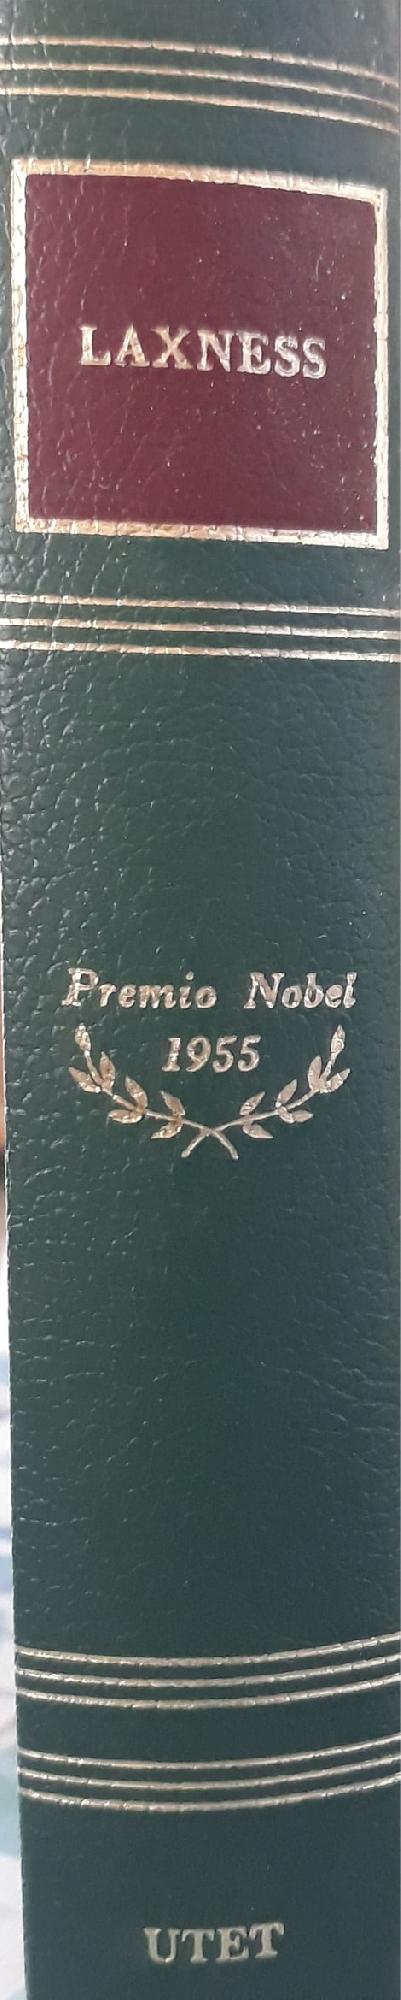 LAXNESS
Premio Nobel
1955
UTET